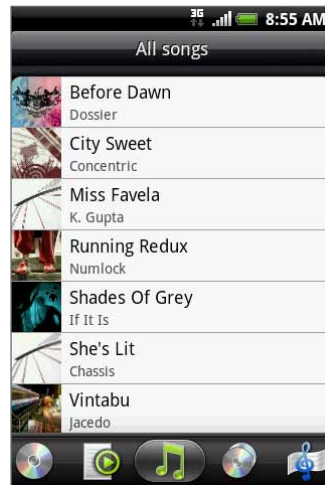 3G 8:55 AM
All songs
Before Dawn
Dossier
City Sweet
Concentric
Miss Favela
K. Gupta
Running Redux
Numlock
Shades Of Grey
If It Is
She's Lit
Chassis
Vintabu
Jacedo